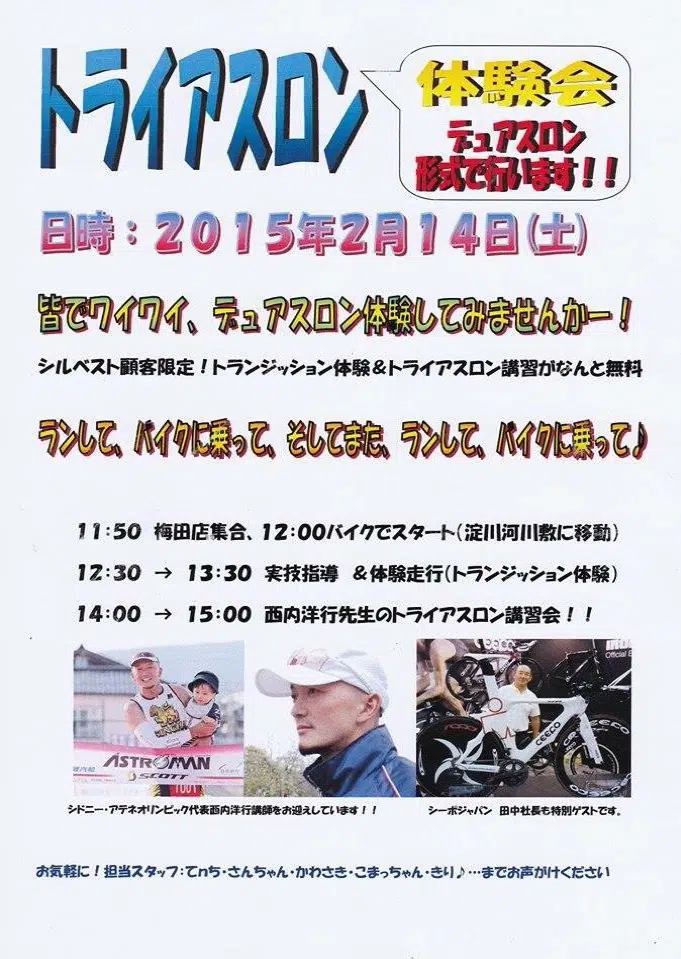 トライアスロン
体験会
デュアスロン
形式で行います!!
日時:2015年2月14日(土)
皆でワイワイ、デュアスロン体験してみませんかー!
シルベスト顧客限定!トランジッション体験&トライアスロン講習がなんと無料
ランして、バイクに乗って、そしてまた、ランして、バイクに乗って♪
11:50 梅田店集合、12:00バイクでスタート(淀川河川敷に移動)
12:30 → 13:30 実技指導 &体験走行(トランジッション体験)
14:00 → 15:00 西内洋行先生のトライアスロン講習会!!
ASTROMAN
SCOTT
Official
CEEPO
シドニー・アテネオリンピック代表西内洋行講師をお迎えしています!!
シーポジャパン 田中社長も特別ゲストです。
お気軽に!担当スタッフ:てnち・さんちゃん・かわさき・こまっちゃん・きり♪…までお声がけください